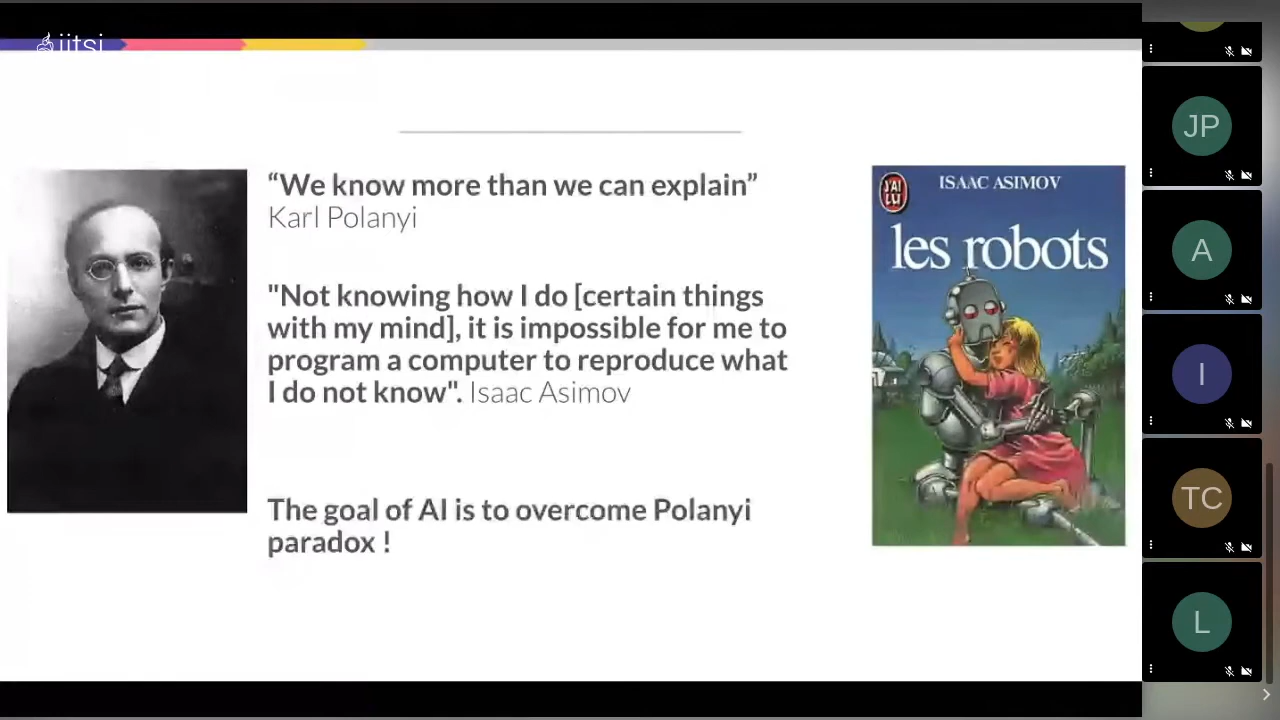 jitsi
“We know more than we can explain”
Karl Polanyi
"Not knowing how I do [certain things
with my mind], it is impossible for me to
program a computer to reproduce what
I do not know". Isaac Asimov
The goal of AI is to overcome Polanyi
paradox !
J'AI
LU
ISAAC ASIMOV
les robots
JP
A
I
TC
L